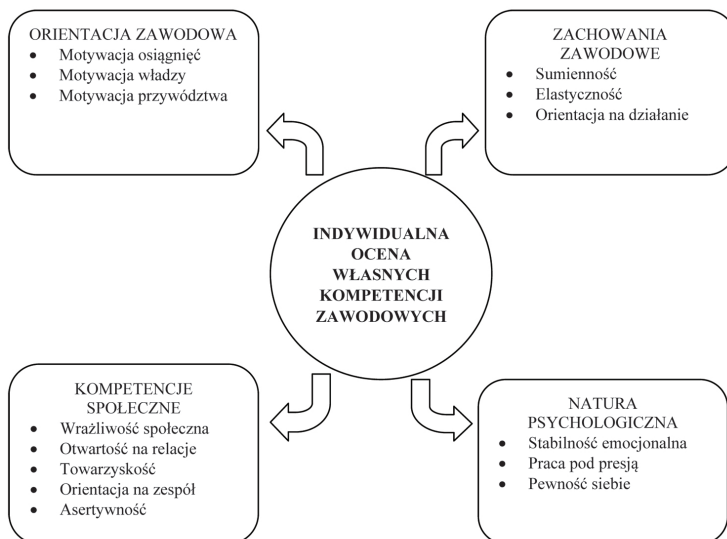 ORIENTACJA ZAWODOWA
• Motywacja osiągnięć
• Motywacja władzy
• Motywacja przywództwa
ZACHOWANIA
ZAWODOWE
• Sumienność
• Elastyczność
• Orientacja na działanie
INDYWIDUALNA
OCENA
WŁASNYCH
KOMPETENCJI
ZAWODOWYCH
KOMPETENCJE
SPOŁECZNE
• Wrażliwość społeczna
• Otwartość na relacje
• Towarzyskość
• Orientacja na zespół
• Asertywność
NATURA
PSYCHOLOGICZNA
• Stabilność emocjonalna
• Praca pod presją
• Pewność siebie